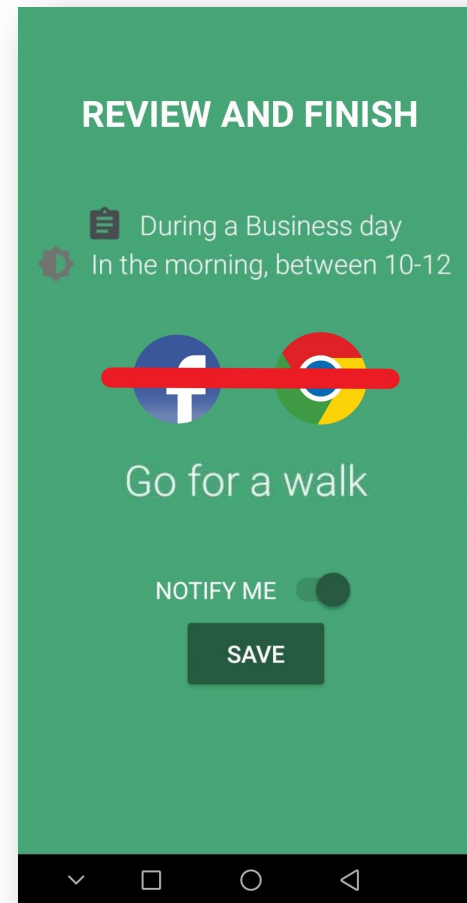 REVIEW AND FINISH
During a Business day
In the morning, between 10-12
Go for a walk
NOTIFY ME
SAVE